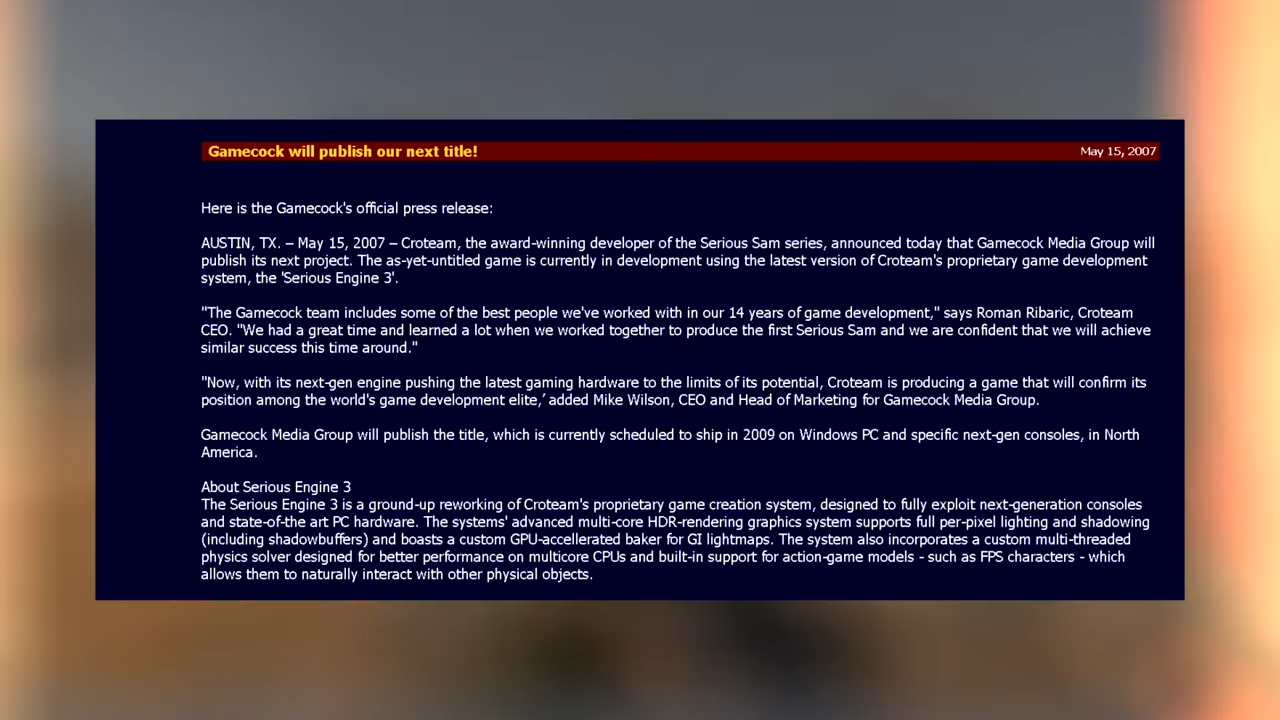 Gamecock will publish our next title!
May 15, 2007
Here is the Gamecock's official press release:
AUSTIN, TX. – May 15, 2007 – Croteam, the award-winning developer of the Serious Sam series, announced today that Gamecock Media Group will
publish its next project. The as-yet-untitled game is currently in development using the latest version of Croteam's proprietary game development
system, the 'Serious Engine 3'.
"The Gamecock team includes some of the best people we've worked with in our 14 years of game development," says Roman Ribaric, Croteam
CEO. "We had a great time and learned a lot when we worked together to produce the first Serious Sam and we are confident that we will achieve
similar success this time around."
"Now, with its next-gen engine pushing the latest gaming hardware to the limits of its potential, Croteam is producing a game that will confirm its
position among the world's game development elite,’ added Mike Wilson, CEO and Head of Marketing for Gamecock Media Group.
Gamecock Media Group will publish the title, which is currently scheduled to ship in 2009 on Windows PC and specific next-gen consoles, in North
America.
About Serious Engine 3
The Serious Engine 3 is a ground-up reworking of Croteam's proprietary game creation system, designed to fully exploit next-generation consoles
and state-of-the art PC hardware. The systems' advanced multi-core HDR-rendering graphics system supports full per-pixel lighting and shadowing
(including shadowbuffers) and boasts a custom GPU-accellerated baker for GI lightmaps. The system also incorporates a custom multi-threaded
physics solver designed for better performance on multicore CPUs and built-in support for action-game models - such as FPS characters - which
allows them to naturally interact with other physical objects.